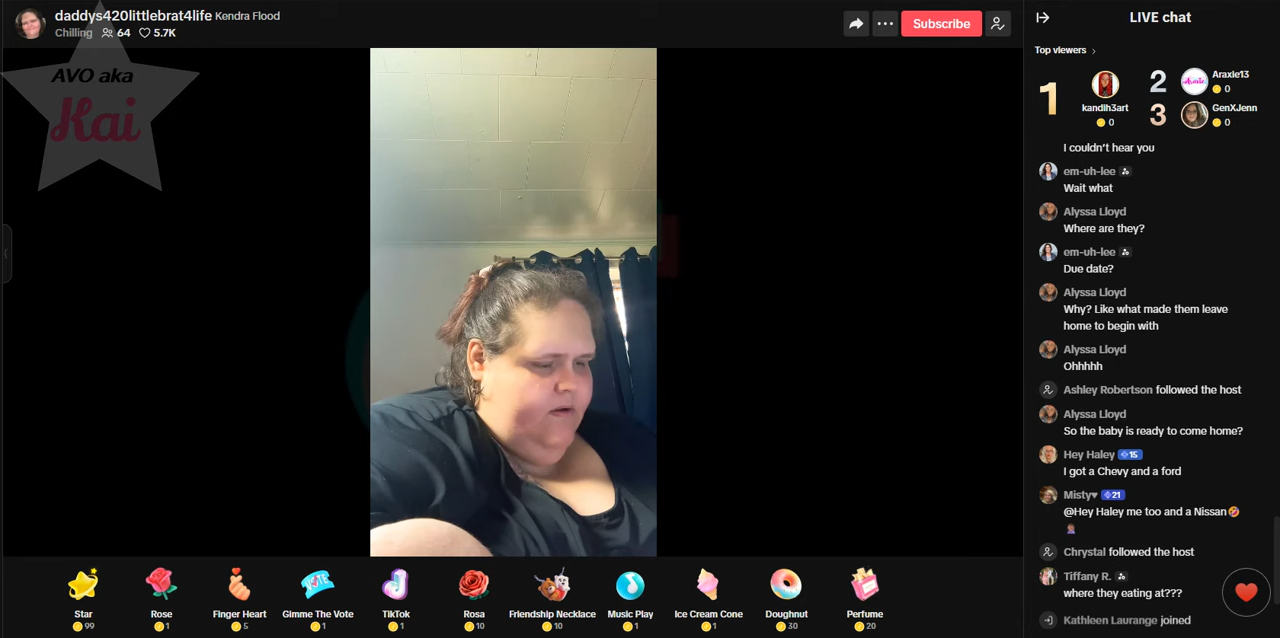 daddys420littlebrat4life Kendra Flood
Chilling 64 5.7K
Subscribe
AVO aka
Kai
LIVE chat
Top viewers
1
kandih3art
0
2
Araxie13
0
3
GenXJenn
0
I couldn't hear you
em-uh-lee
Wait what
Alyssa Lloyd
Where are they?
em-uh-lee
Due date?
Alyssa Lloyd
Why? Like what made them leave
home to begin with
Alyssa Lloyd
Ohhhhh
Ashley Robertson followed the host
Alyssa Lloyd
So the baby is ready to come home?
Hey Haley 15
I got a Chevy and a ford
Misty♥ 21
@Hey Haley me too and a Nissan🤣
Chrystal followed the host
Tiffany R.
where they eating at???
Kathleen Laurange joined
Star
99
Rose
1
Finger Heart
5
Gimme The Vote
1
TikTok
1
Rosa
10
Friendship Necklace
10
Music Play
1
Ice Cream Cone
1
Doughnut
30
Perfume
20